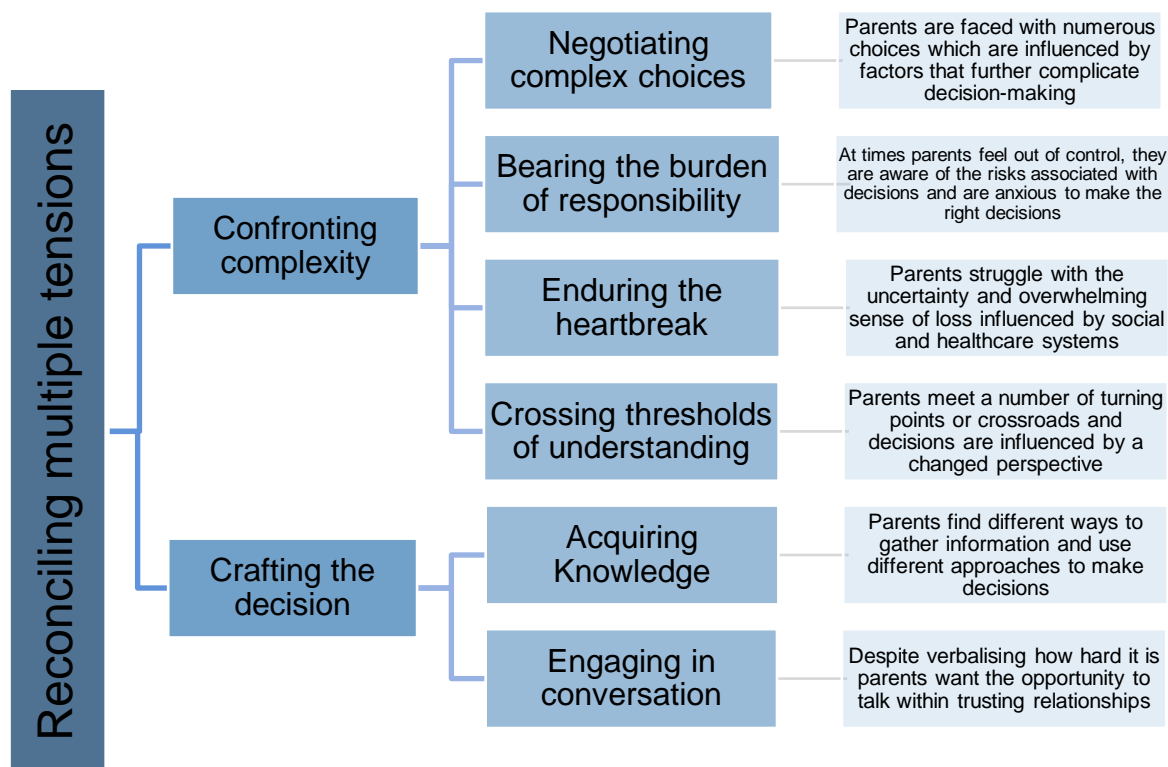 Reconciling multiple tensions
Confronting
complexity
Negotiating
complex choices
Parents are faced with numerous
choices which are influenced by
factors that further complicate
decision-making
Bearing the burden
of responsibility
At times parents feel out of control, they
are aware of the risks associated with
decisions and are anxious to make the
right decisions
Enduring the
heartbreak
Parents struggle with the
uncertainty and overwhelming
sense of loss influenced by social
and healthcare systems
Crossing thresholds
of understanding
Parents meet a number of turning
points or crossroads and
decisions are influenced by a
changed perspective
Crafting the
decision
Acquiring
Knowledge
Parents find different ways to
gather information and use
different approaches to make
decisions
Engaging in
conversation
Despite verbalising how hard it is
parents want the opportunity to
talk within trusting relationships